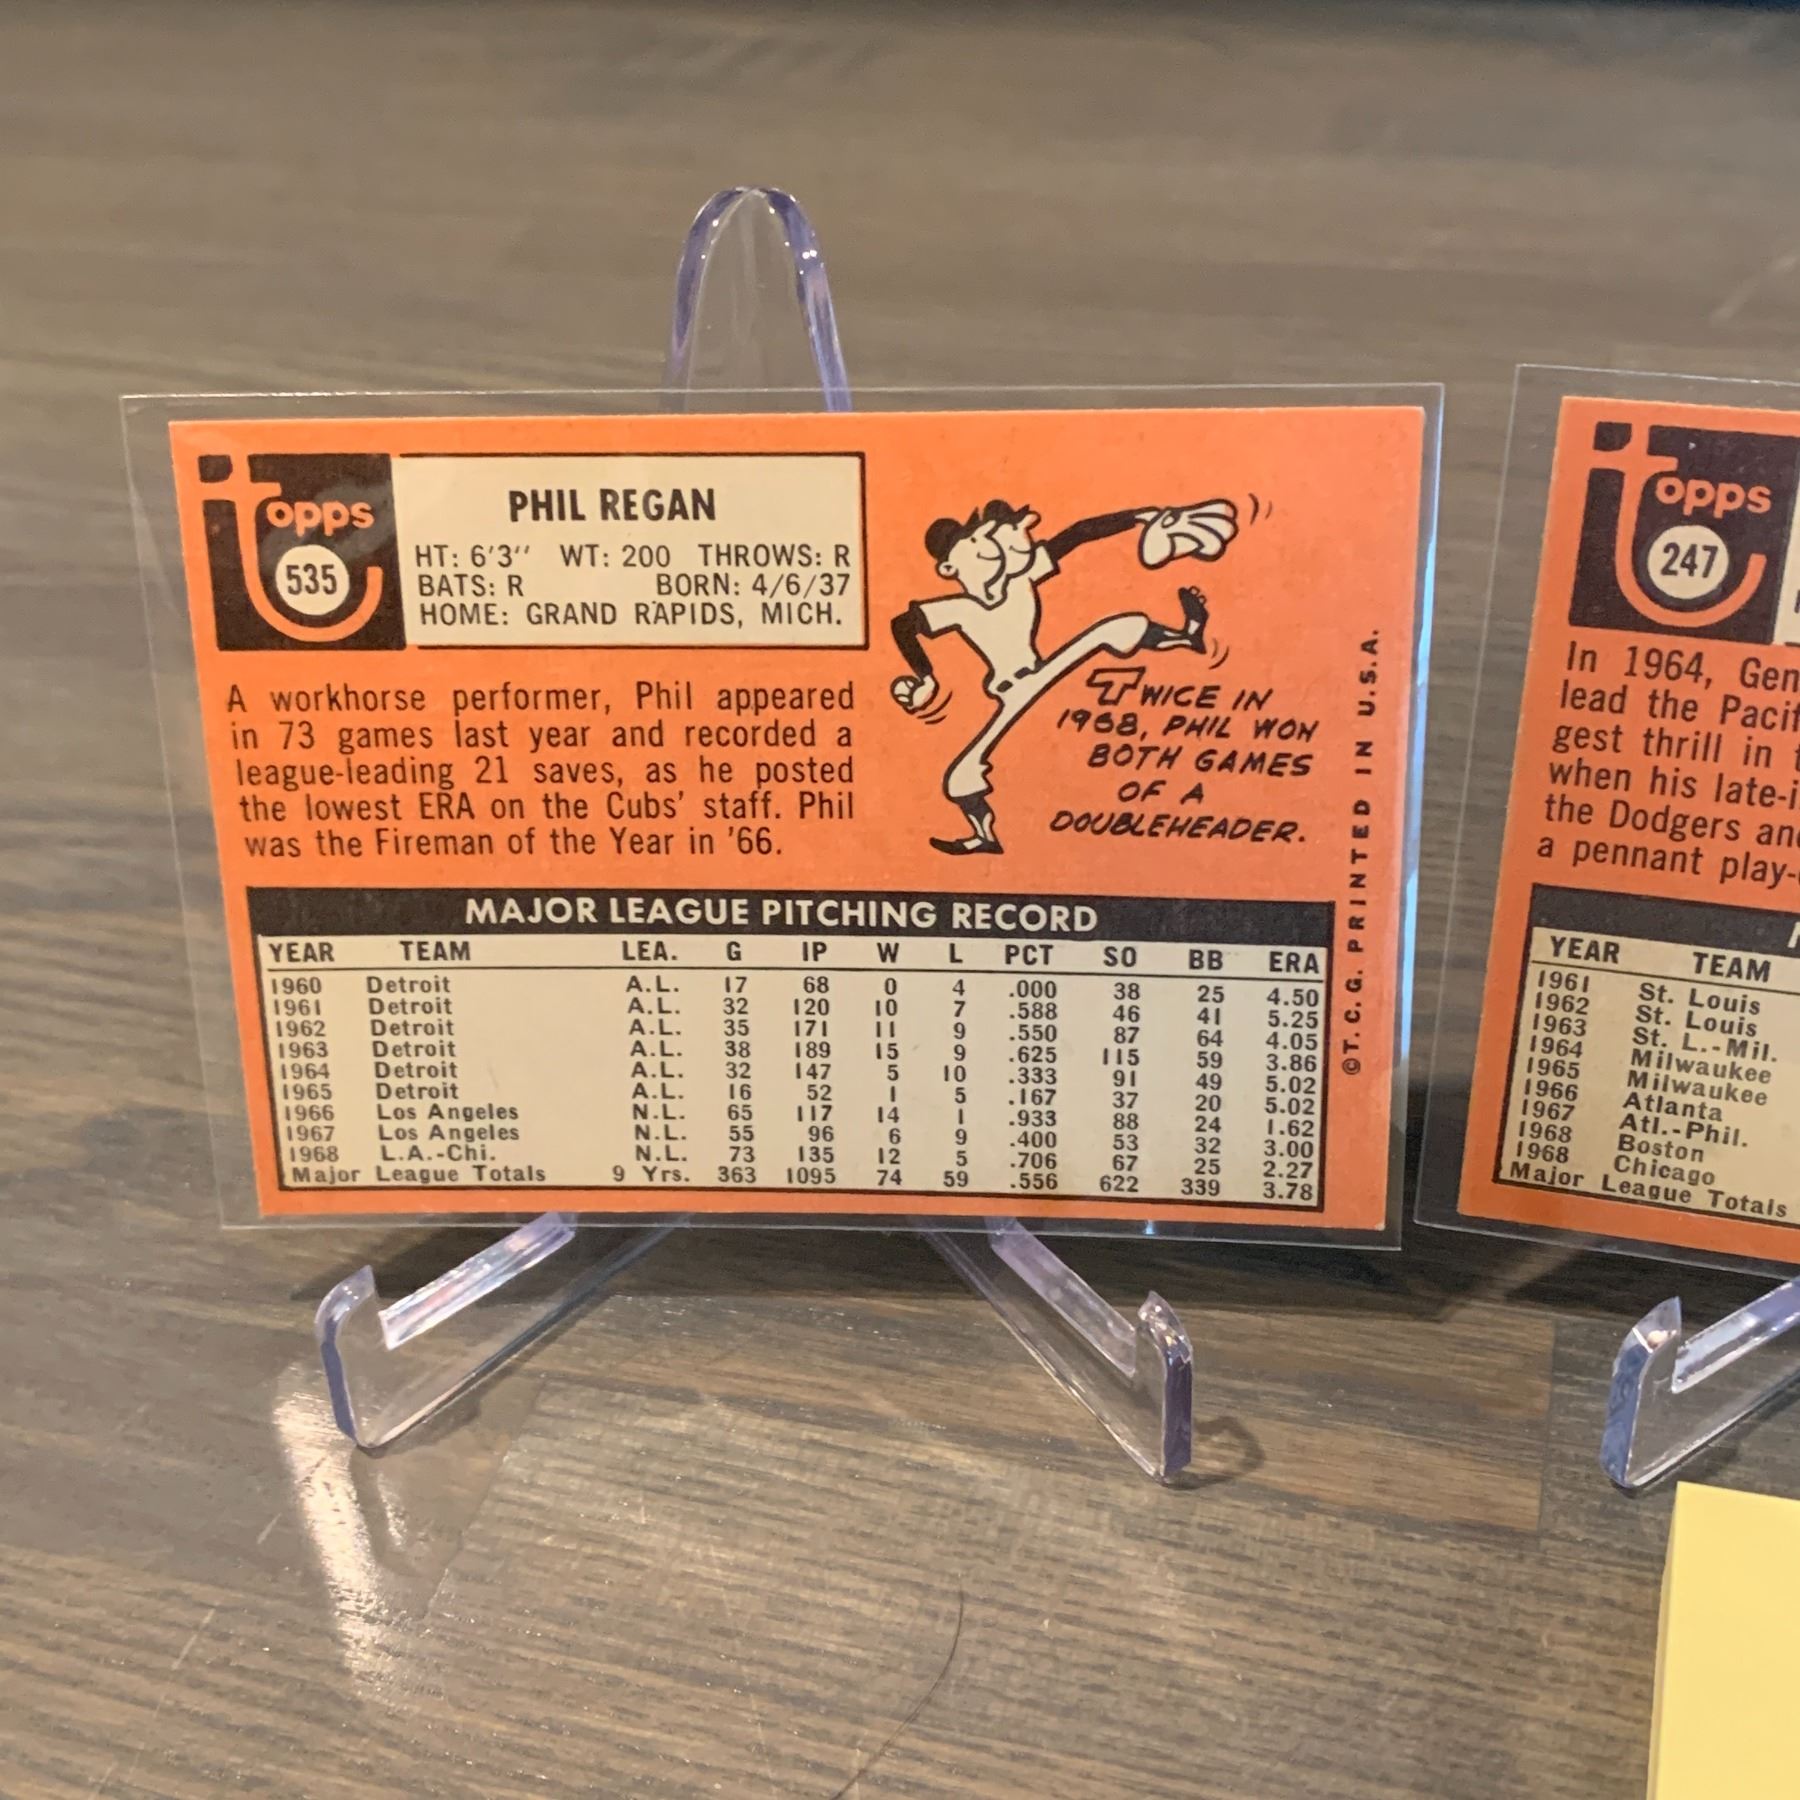 Topps
535
PHIL REGAN
HT: 6'3" WT: 200 THROWS: R
BATS: R BORN: 4/6/37
HOME: GRAND RAPIDS, MICH.
A workhorse performer, Phil appeared
in 73 games last year and recorded a
league-leading 21 saves, as he posted
the lowest ERA on the Cubs' staff. Phil
was the Fireman of the Year in '66.
TWICE IN
1968, PHIL WON
BOTH GAMES
OF A
DOUBLEHEADER.
©T.C.G. PRINTED IN U.S.A.
MAJOR LEAGUE PITCHING RECORD
YEAR TEAM LEA. G IP W L PCT SO BB ERA
1960 Detroit A.L. 17 68 0 4 .000 38 25 4.50
1961 Detroit A.L. 32 120 10 7 .588 46 41 5.25
1962 Detroit A.L. 35 171 11 9 .550 87 64 4.05
1963 Detroit A.L. 38 189 15 9 .625 115 59 3.86
1964 Detroit A.L. 32 147 5 10 .333 91 49 5.02
1965 Detroit A.L. 16 52 1 5 .167 37 20 5.02
1966 Los Angeles N.L. 65 117 14 1 .933 88 24 1.62
1967 Los Angeles N.L. 55 96 6 9 .400 53 32 3.00
1968 L.A.-Chi. N.L. 73 135 12 5 .706 67 25 2.27
Major League Totals 9 Yrs. 363 1095 74 59 .556 622 339 3.78
Topps
247
In 1964, Gen
lead the Pacif
gest thrill in
when his late-i
the Dodgers and
a pennant play-
YEAR TEAM
1961 St. Louis
1962 St. Louis
1963 St. L.-Mil.
1964 Milwaukee
1965 Milwaukee
1966 Atlanta
1967 Atl.-Phil.
1968 Boston
1968 Chicago
Major League Totals